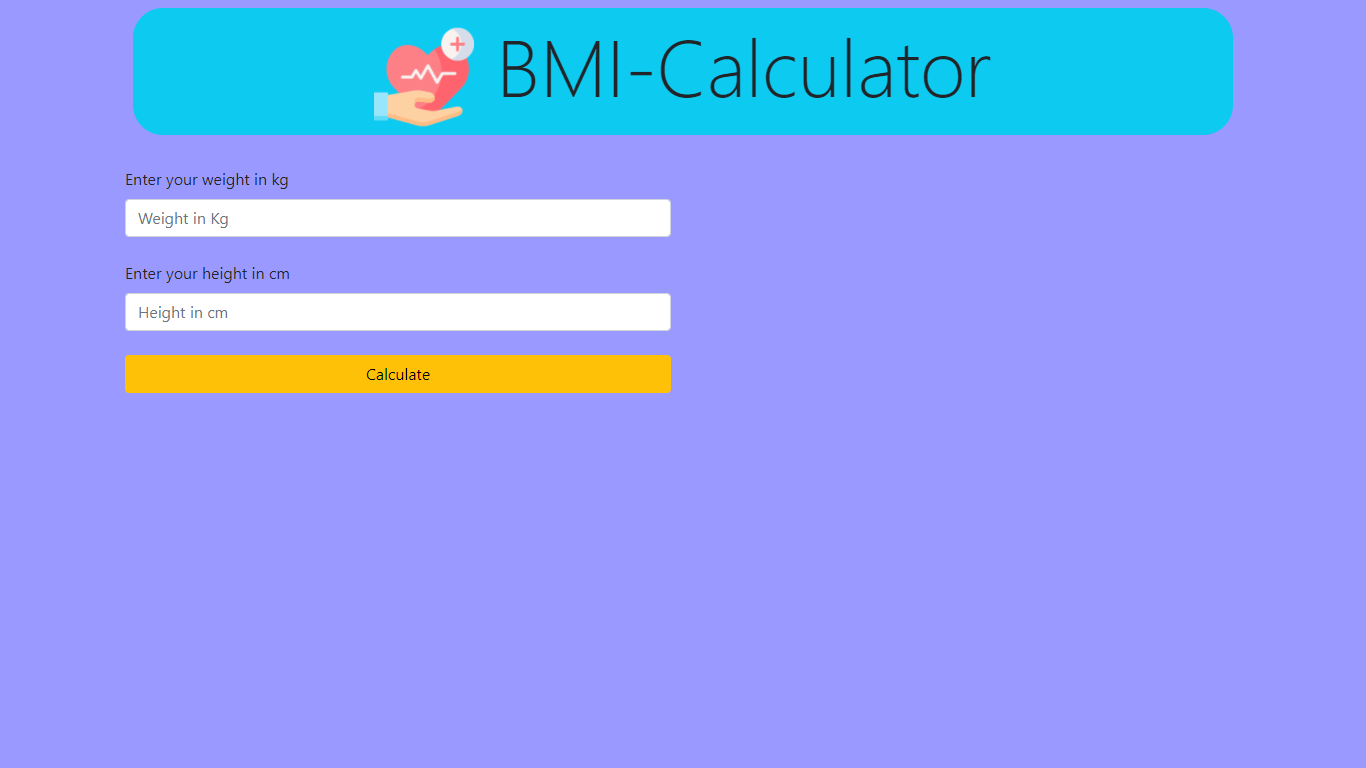 BMI-Calculator
Enter your weight in kg
Weight in Kg
Enter your height in cm
Height in cm
Calculate